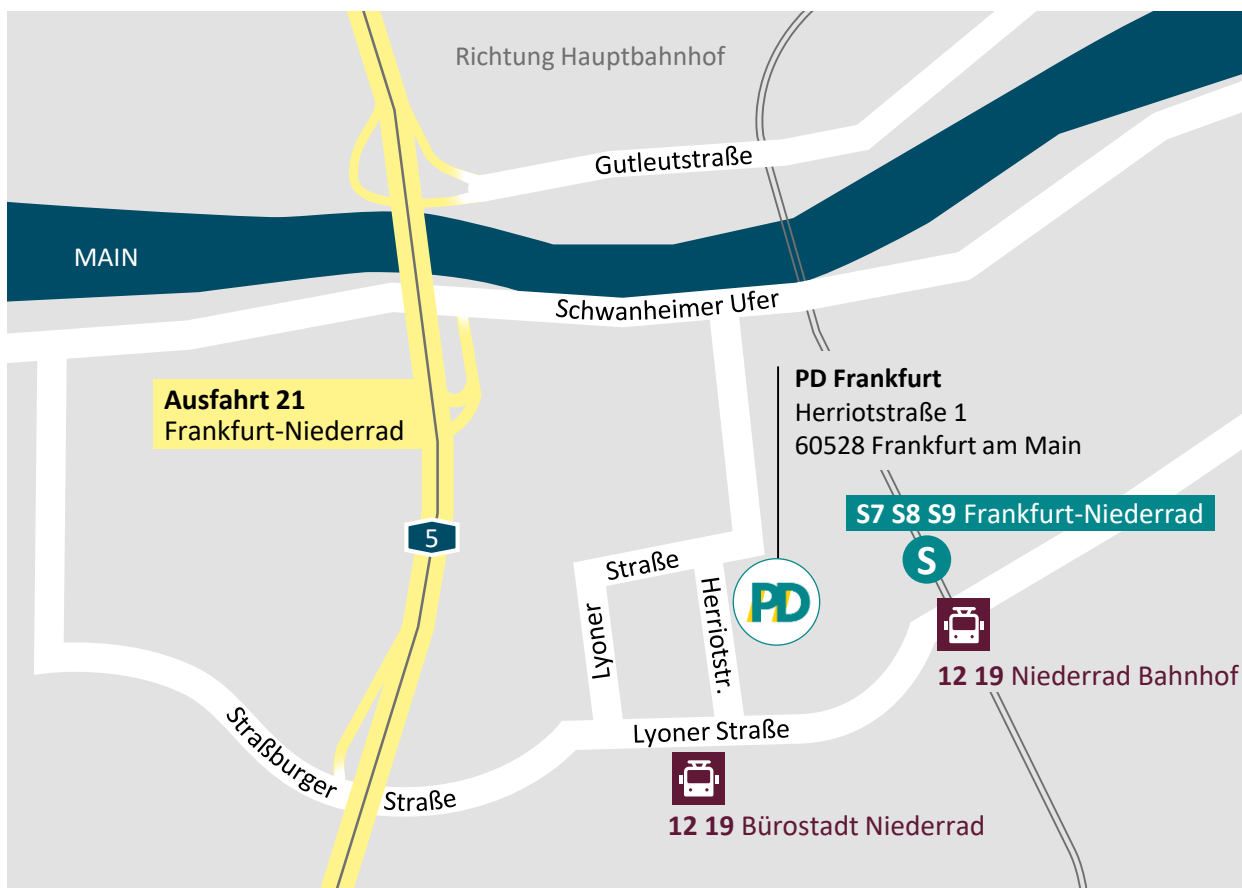 Richtung Hauptbahnhof
Gutleutstraße
MAIN
Schwanheimer Ufer
Ausfahrt 21
Frankfurt-Niederrad
PD Frankfurt
Herriotstraße 1
60528 Frankfurt am Main
S7 S8 S9 Frankfurt-Niederrad
5
S
Straße
PD
Herriotstr.
Lyoner
12 19 Niederrad Bahnhof
Lyoner Straße
Straßburger
Straße
12 19 Bürostadt Niederrad